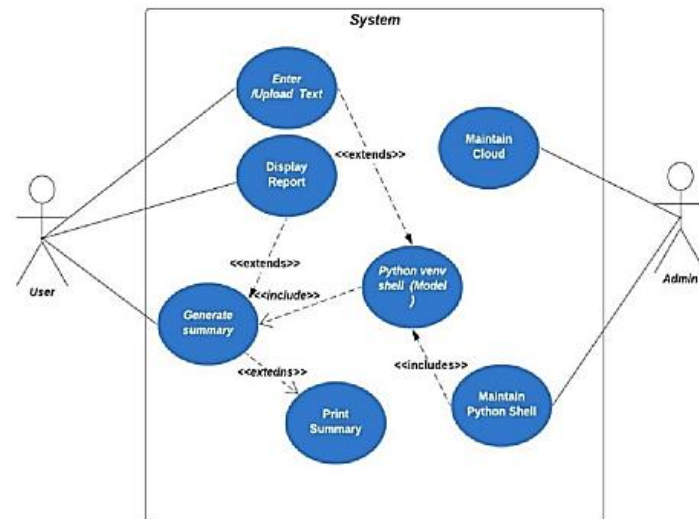 System
Enter
/Upload Text
Maintain
Cloud
<<extends>>
Display
Report
User
Admin
<<extends>>
Python venv
shell (Model
)
<<include>>
Generate
summary
<<extedns>>
<<includes>>
Maintain
Python Shell
Print
Summary